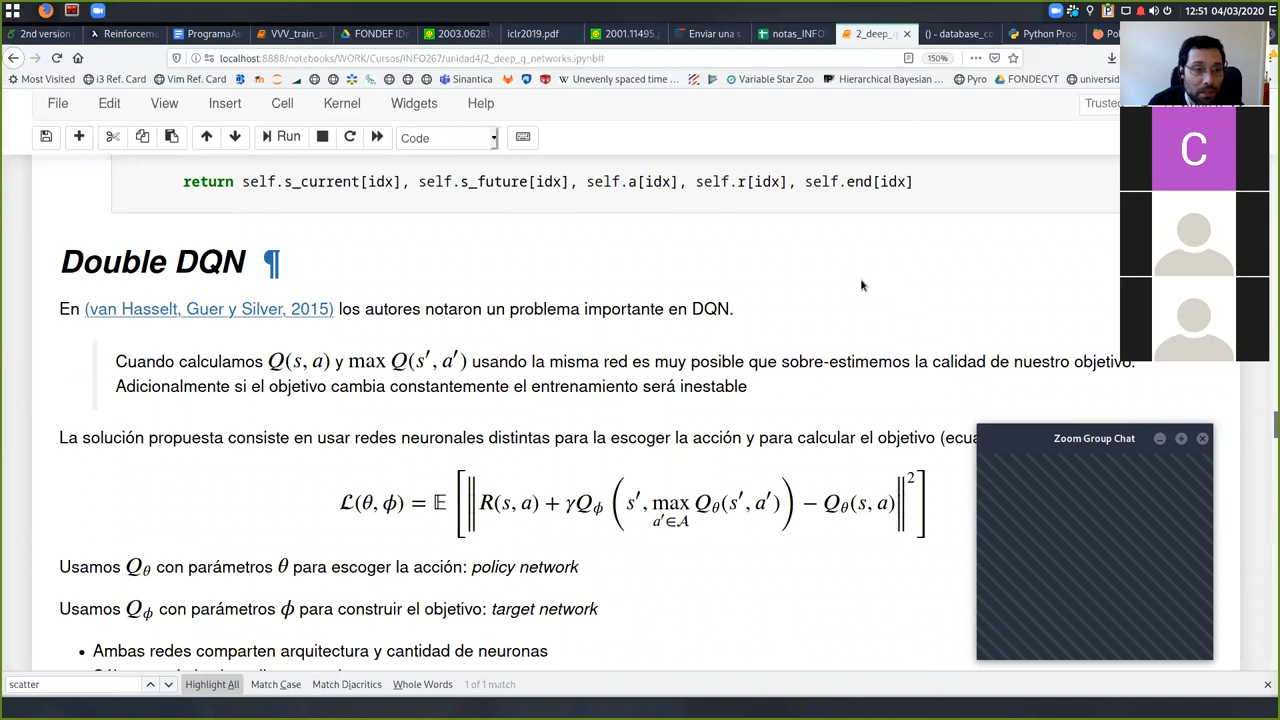 12:51 04/03/2020
2nd version
Reinforceme
ProgramaAs
VVV_train_s
FONDEF IDe
2003.06281
iclr2019.pdf
2001.11495.
Enviar una s
notas_INFO
2_deep_q
() - database_co
Python Prog
Pol
localhost:8888/notebooks/WORK/Cursos/INFO267/unidad4/2_deep_q_networks.ipynb#
150%
Most Visited
i3 Ref. Card
Vim Ref. Card
Sinantica
Unevenly spaced time …
Variable Star Zoo
Hierarchical Bayesian …
Pyro
FONDECYT
universid
File Edit View Insert Cell Kernel Widgets Help
Trusted
Run
Code
return self.s_current[idx], self.s_future[idx], self.a[idx], self.r[idx], self.end[idx]
C
Double DQN ¶
En (van Hasselt, Guer y Silver, 2015) los autores notaron un problema importante en DQN.
Cuando calculamos Q(s, a) y max Q(s′, a′) usando la misma red es muy posible que sobre-estimemos la calidad de nuestro objetivo.
Adicionalmente si el objetivo cambia constantemente el entrenamiento será inestable
La solución propuesta consiste en usar redes neuronales distintas para la escoger la acción y para calcular el objetivo (ecua
ℒ(θ, ϕ) = 𝔼 [‖R(s, a) + γQ_ϕ (s′, max_{a′∈𝒜} Q_θ(s′, a′)) − Q_θ(s, a)‖²]
Usamos Q_θ con parámetros θ para escoger la acción: policy network
Usamos Q_ϕ con parámetros ϕ para construir el objetivo: target network
• Ambas redes comparten arquitectura y cantidad de neuronas
Zoom Group Chat
scatter
Highlight All Match Case Match Diacritics Whole Words 1 of 1 match